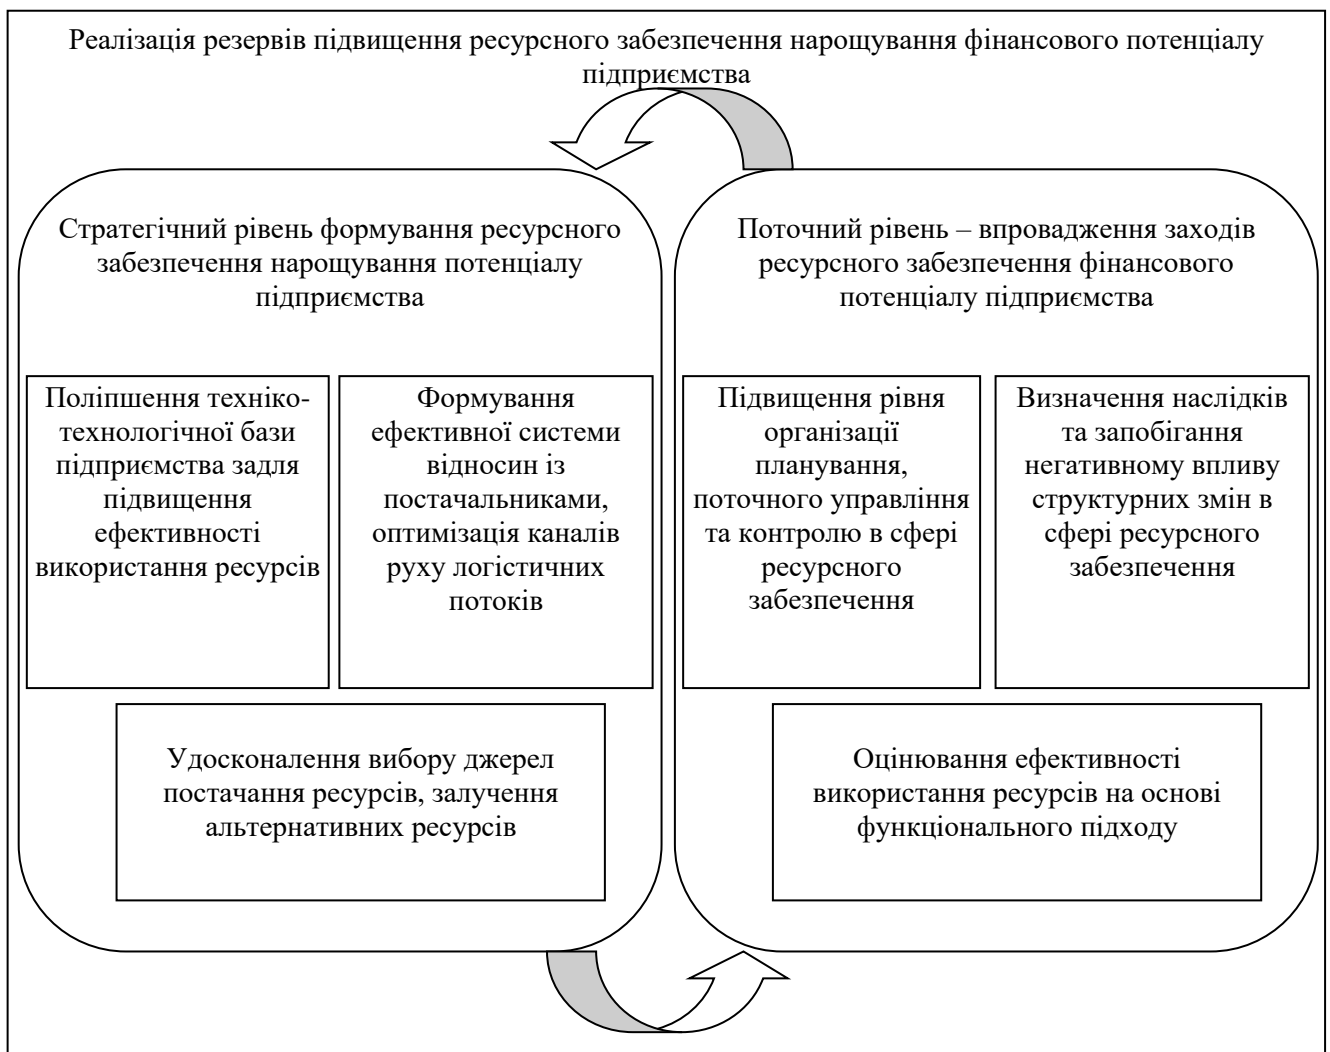 Реалізація резервів підвищення ресурсного забезпечення нарощування фінансового потенціалу
підприємства
Стратегічний рівень формування ресурсного
забезпечення нарощування потенціалу
підприємства
Поліпшення техніко-
технологічної бази
підприємства задля
підвищення
ефективності
використання ресурсів
Формування
ефективної системи
відносин із
постачальниками,
оптимізація каналів
руху логістичних
потоків
Удосконалення вибору джерел
постачання ресурсів, залучення
альтернативних ресурсів
Поточний рівень – впровадження заходів
ресурсного забезпечення фінансового
потенціалу підприємства
Підвищення рівня
організації
планування,
поточного управління
та контролю в сфері
ресурсного
забезпечення
Визначення наслідків
та запобігання
негативному впливу
структурних змін в
сфері ресурсного
забезпечення
Оцінювання ефективності
використання ресурсів на основі
функціонального підходу